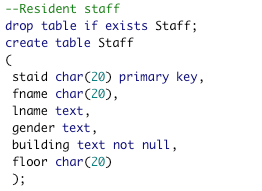 --Resident staff
drop table if exists Staff;
create table Staff
(
staid char(20) primary key,
fname char(20),
lname text,
gender text,
building text not null,
floor char(20)
);